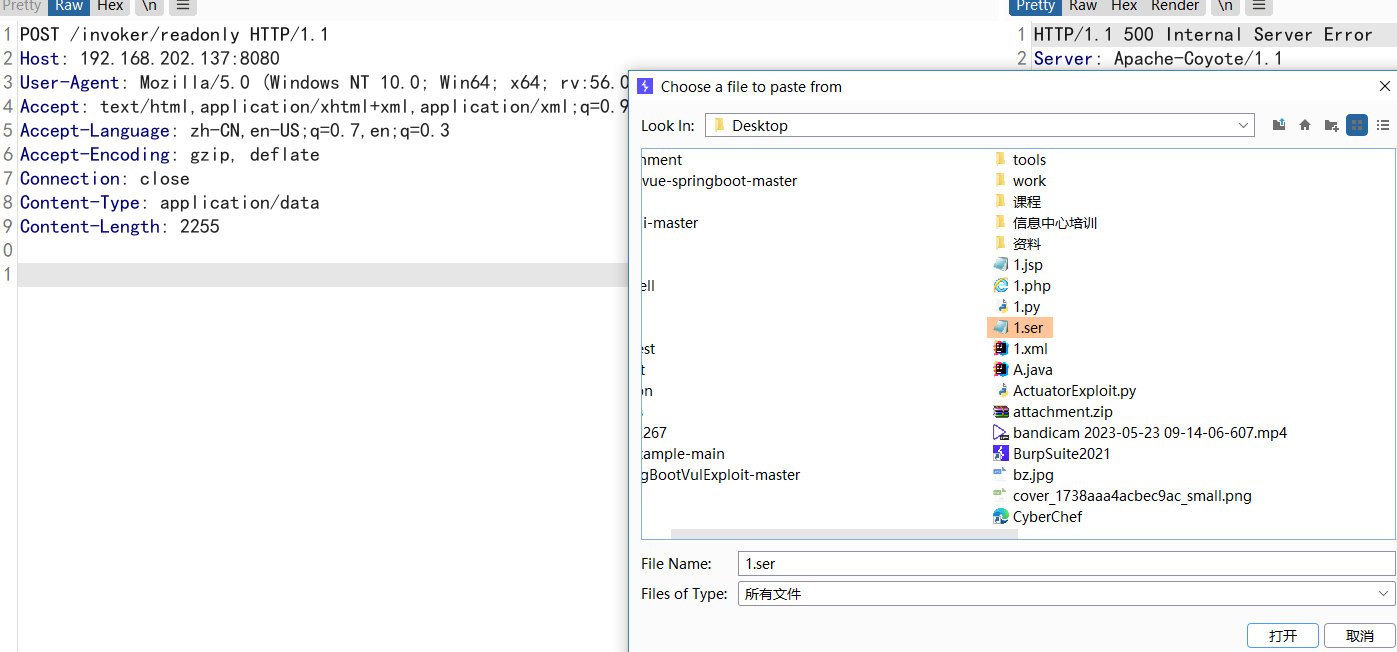 Pretty Raw Hex \n
1 POST /invoker/readonly HTTP/1.1
2 Host: 192.168.202.137:8080
3 User-Agent: Mozilla/5.0 (Windows NT 10.0; Win64; x64; rv:56.0
4 Accept: text/html,application/xhtml+xml,application/xml;q=0.9
5 Accept-Language: zh-CN,en-US;q=0.7,en;q=0.3
6 Accept-Encoding: gzip, deflate
7 Connection: close
8 Content-Type: application/data
9 Content-Length: 2255
0
1
Pretty Raw Hex Render \n
1 HTTP/1.1 500 Internal Server Error
2 Server: Apache-Coyote/1.1
Choose a file to paste from
Look In: Desktop
nment
vue-springboot-master
i-master
ell
est
t
on
267
ample-main
gBootVulExploit-master
tools
work
课程
信息中心培训
资料
1.jsp
1.php
1.py
1.ser
1.xml
A.java
ActuatorExploit.py
attachment.zip
bandicam 2023-05-23 09-14-06-607.mp4
BurpSuite2021
bz.jpg
cover_1738aaa4acbec9ac_small.png
CyberChef
File Name: 1.ser
Files of Type: 所有文件
打开 取消